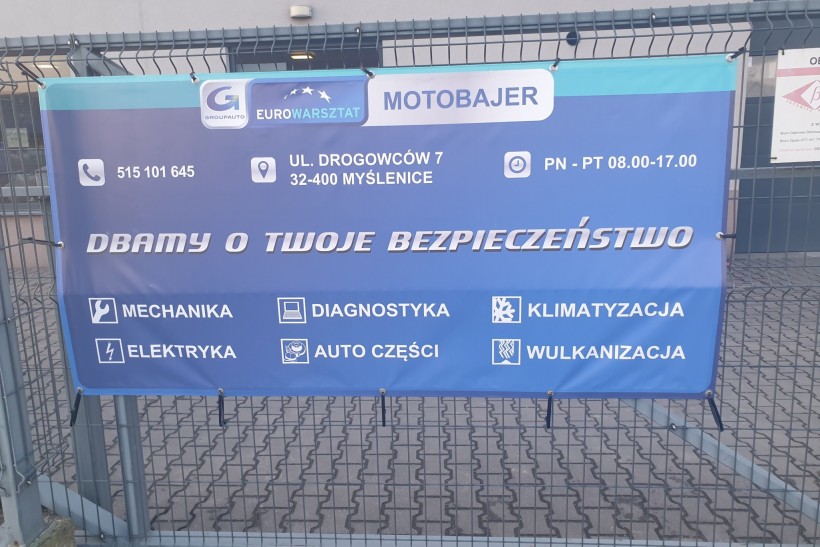 GROUPAUTO
EUROWARSZTAT
MOTOBAJER
515 101 645
UL. DROGOWCÓW 7
32-400 MYŚLENICE
PN - PT 08.00-17.00
DBAMY O TWOJE BEZPIECZEŃSTWO
MECHANIKA
DIAGNOSTYKA
KLIMATYZACJA
ELEKTRYKA
AUTO CZĘŚCI
WULKANIZACJA